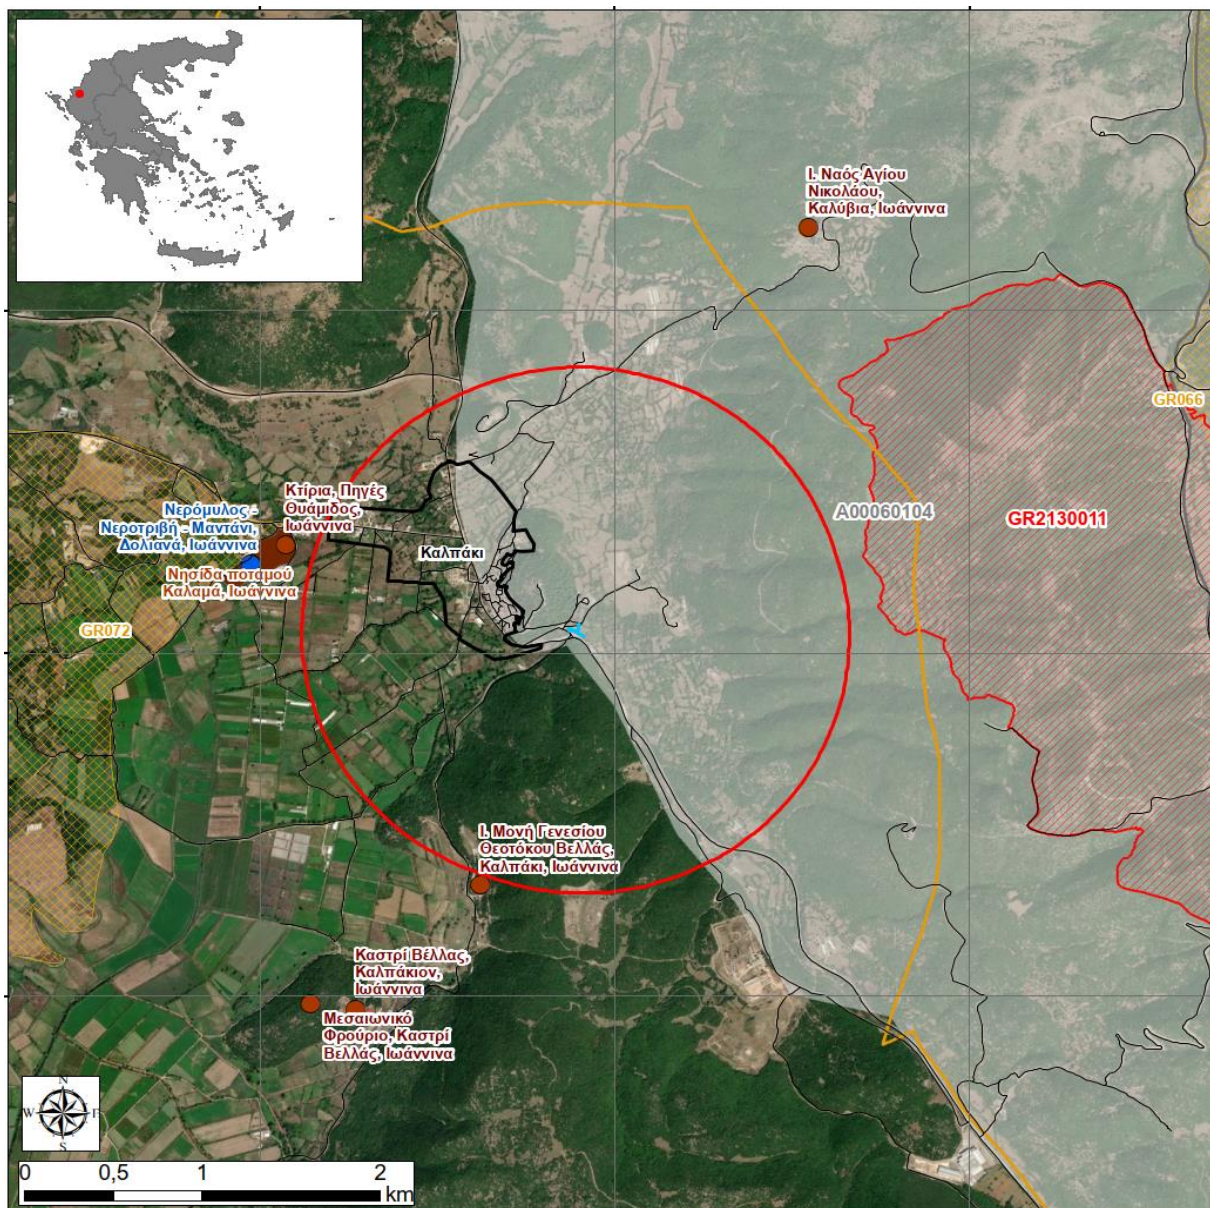 Ι. Ναός Αγίου
Νικολάου,
Καλύβια, Ιωάννινα
GR066
Κτίρια, Πηγές
Θυάμιδος,
Ιωάννινα
Νερόμυλος -
Νεροτριβή - Μαντάνι,
Δολιανά, Ιωάννινα
A00060104
GR2130011
Καλπάκι
Νησίδα ποταμού
Καλαμά, Ιωάννινα
GR072
Ι. Μονή Γενεσίου
Θεοτόκου Βελλάς,
Καλπάκι, Ιωάννινα
Καστρί Βέλλας,
Καλπάκιον,
Ιωάννινα
Μεσαιωνικό
Φρούριο, Καστρί
Βελλάς, Ιωάννινα
N
W E
S
0 0,5 1 2
km